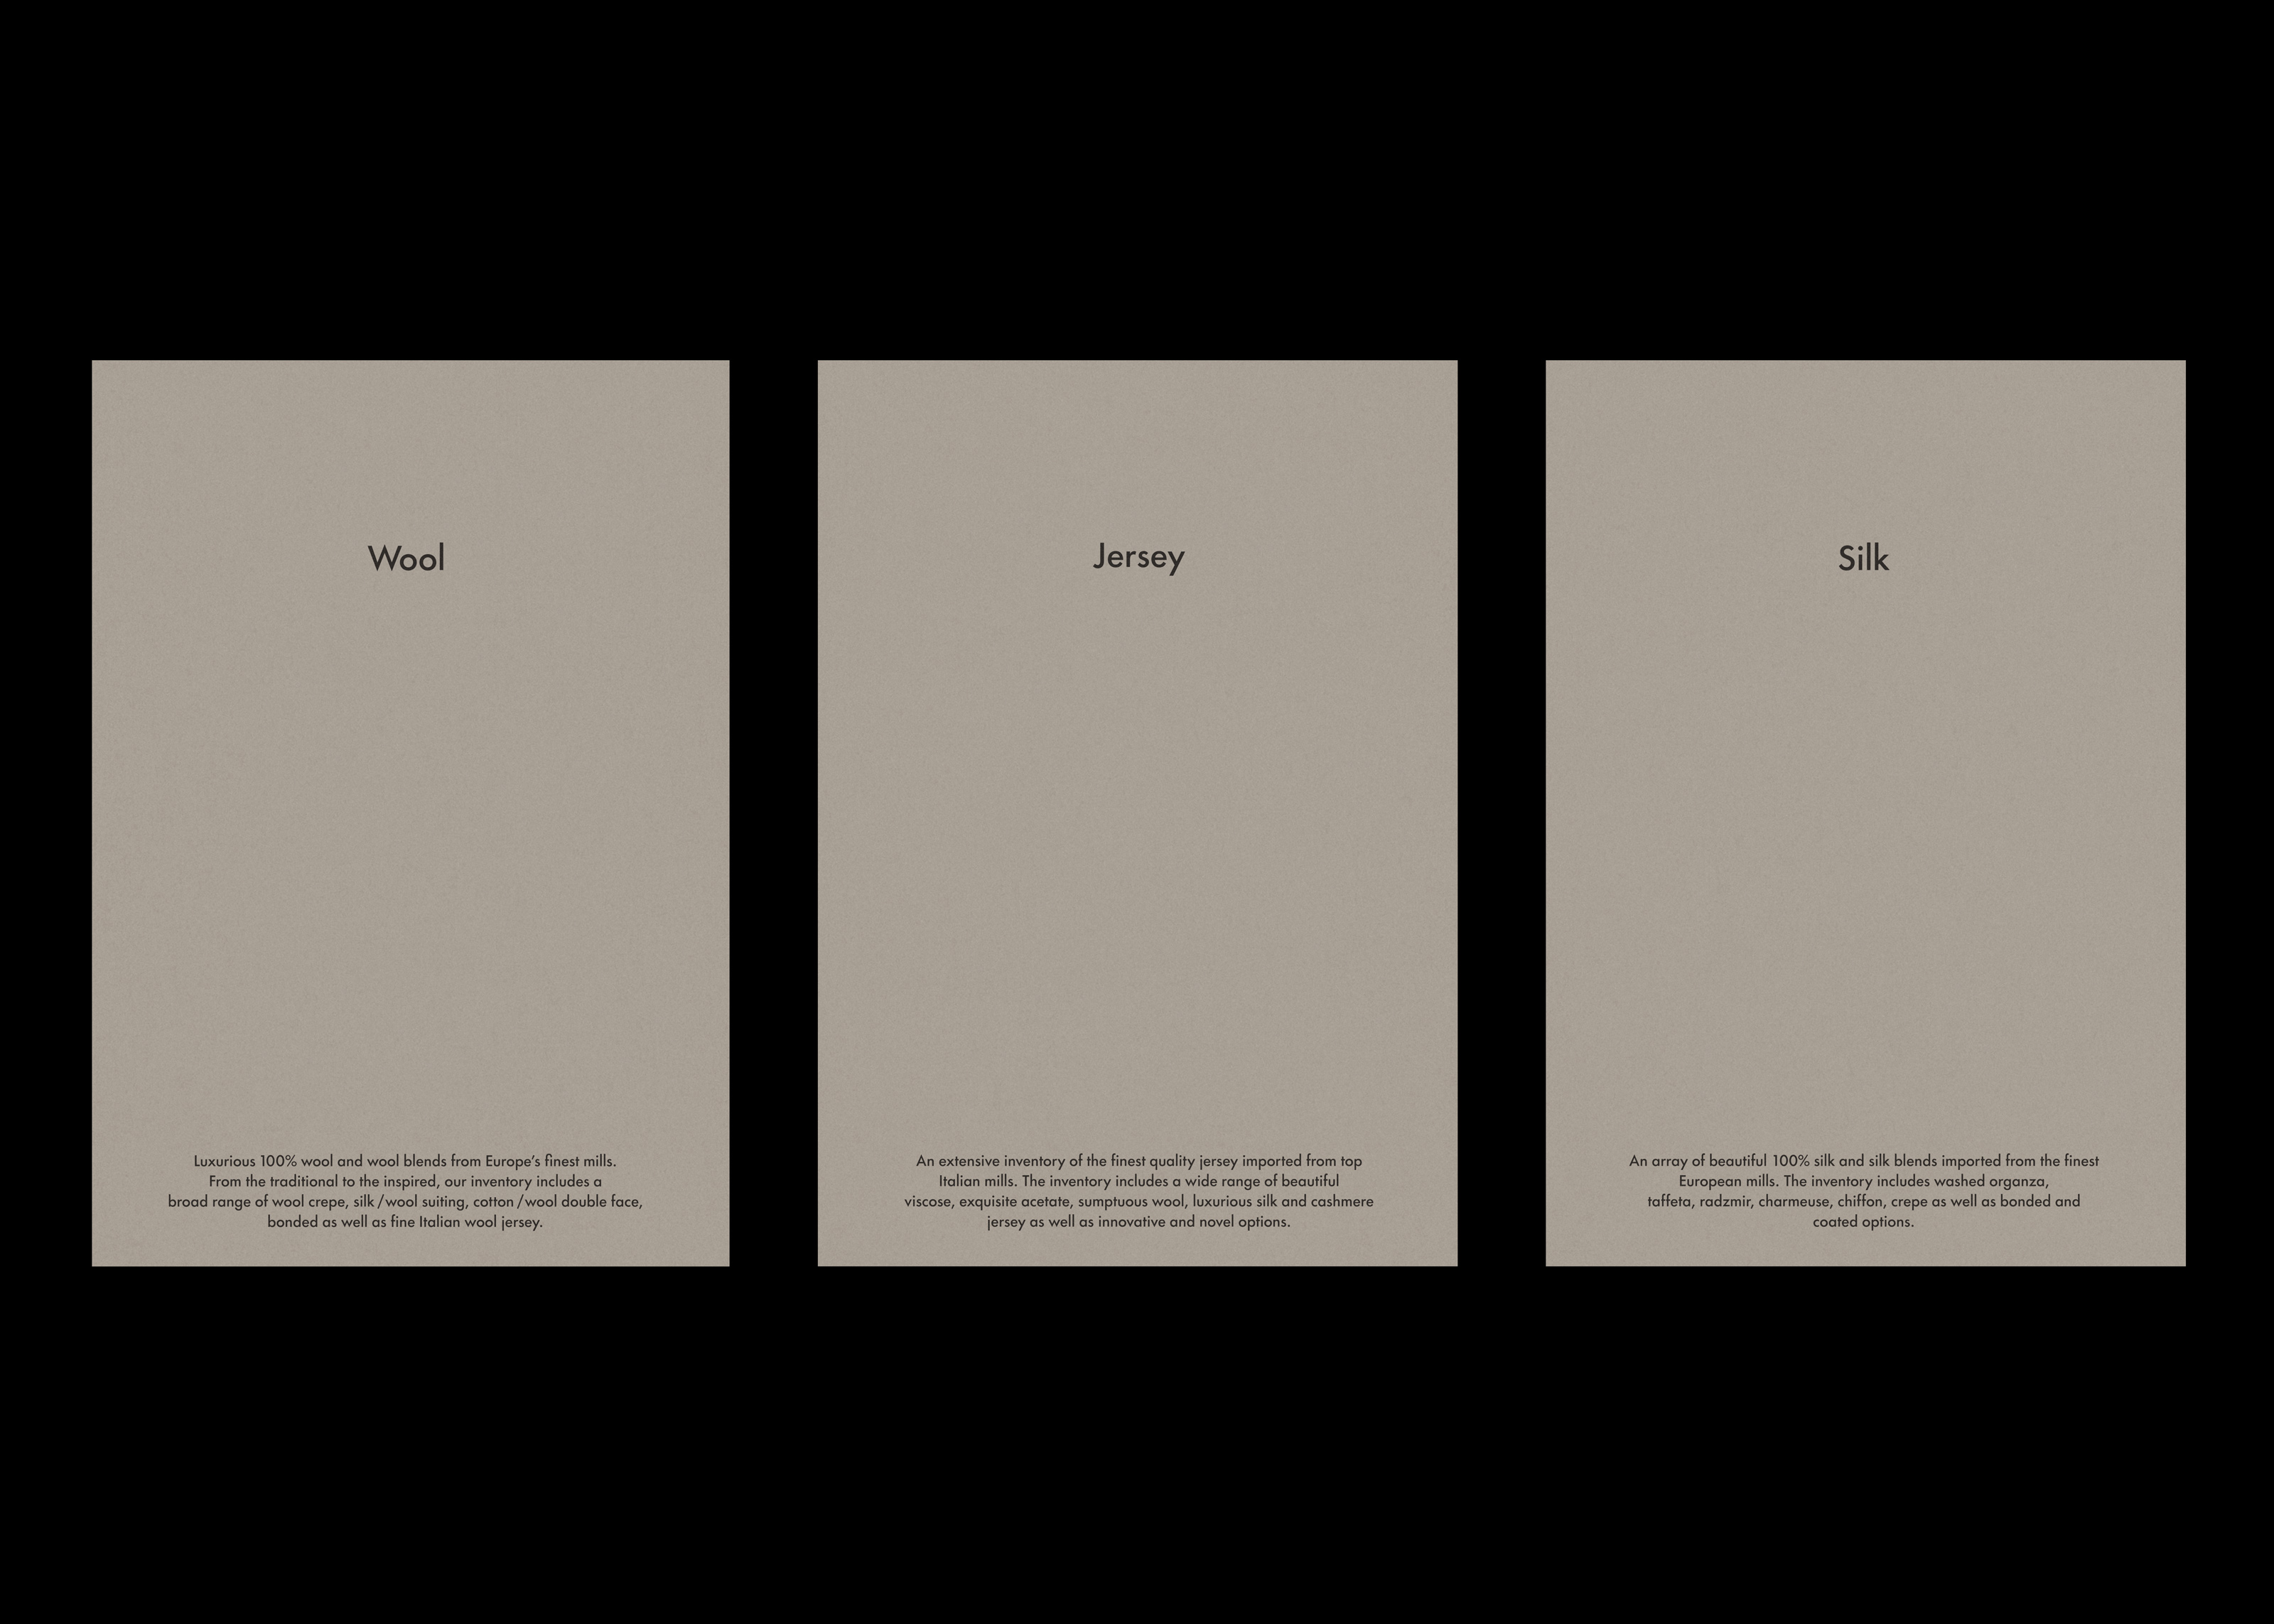 Wool
Luxurious 100% wool and wool blends from Europe’s finest mills.
From the traditional to the inspired, our inventory includes a
broad range of wool crepe, silk / wool suiting, cotton / wool double face,
bonded as well as fine Italian wool jersey.
Jersey
An extensive inventory of the finest quality jersey imported from top
Italian mills. The inventory includes a wide range of beautiful
viscose, exquisite acetate, sumptuous wool, luxurious silk and cashmere
jersey as well as innovative and novel options.
Silk
An array of beautiful 100% silk and silk blends imported from the finest
European mills. The inventory includes washed organza,
taffeta, radzmir, charmeuse, chiffon, crepe as well as bonded and
coated options.